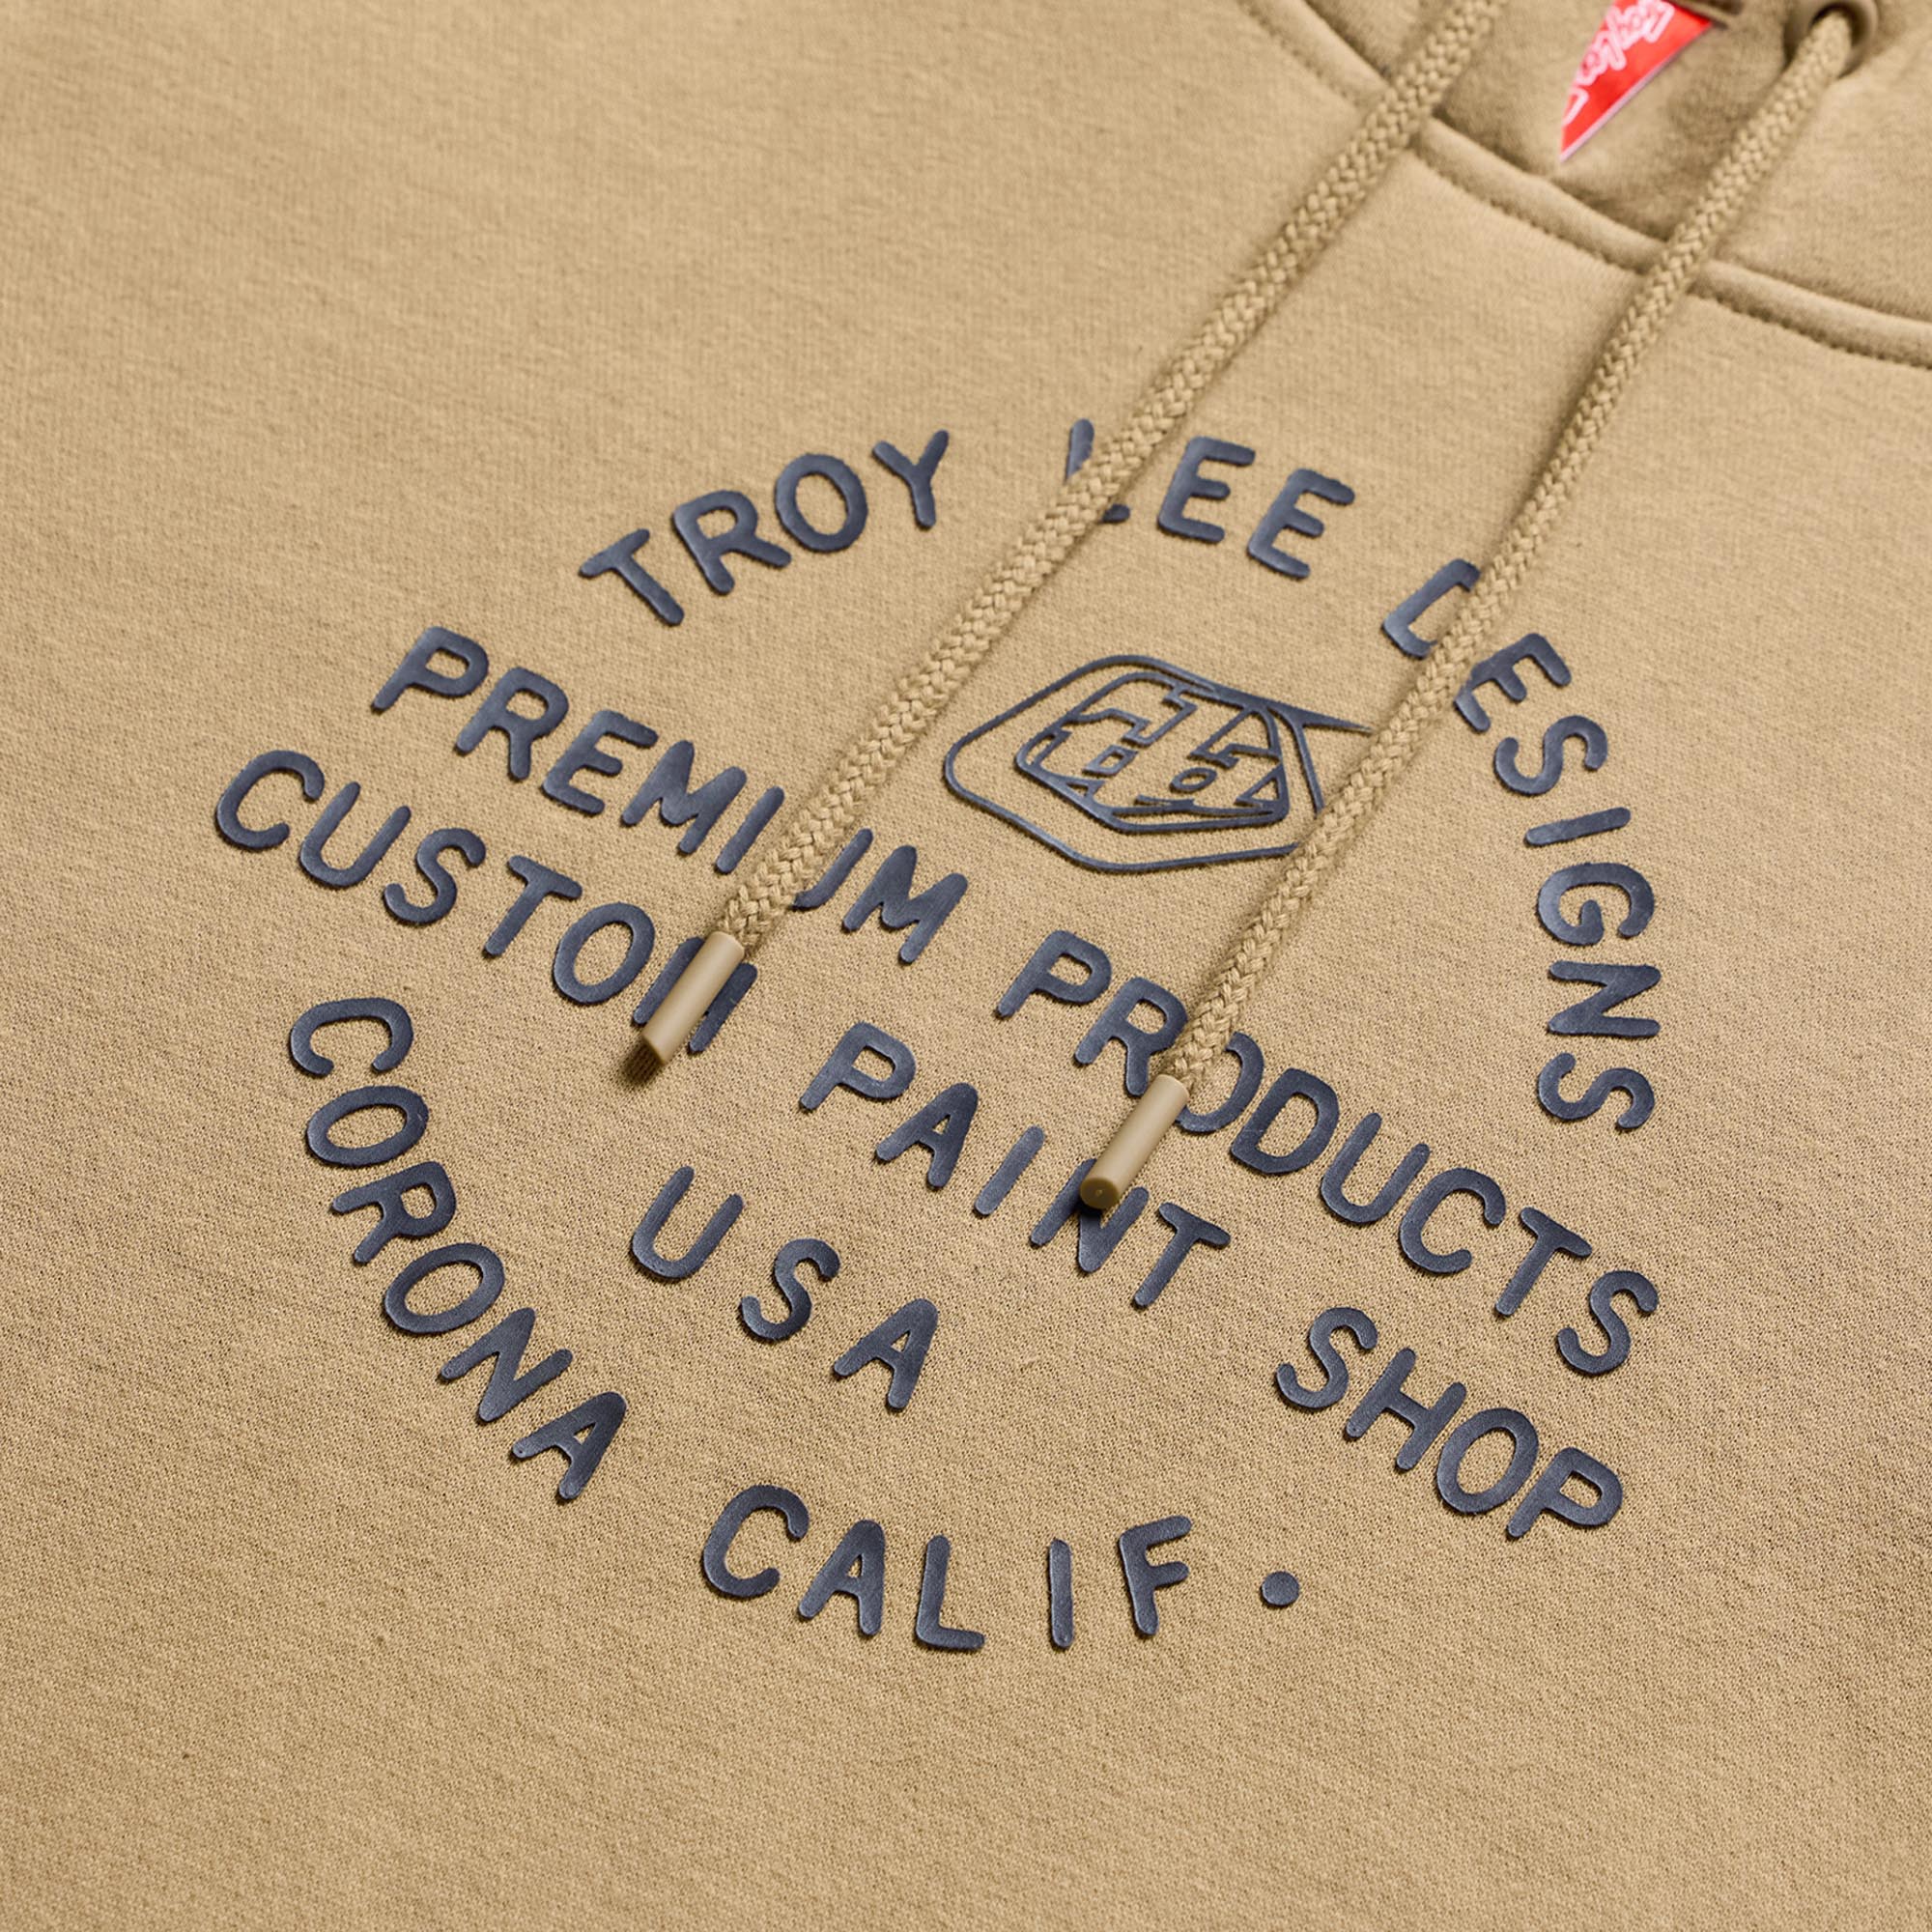 TROY LEE DESIGNS
PREMIUM PRODUCTS
CUSTOM PAINT SHOP
USA
CORONA CALIF.